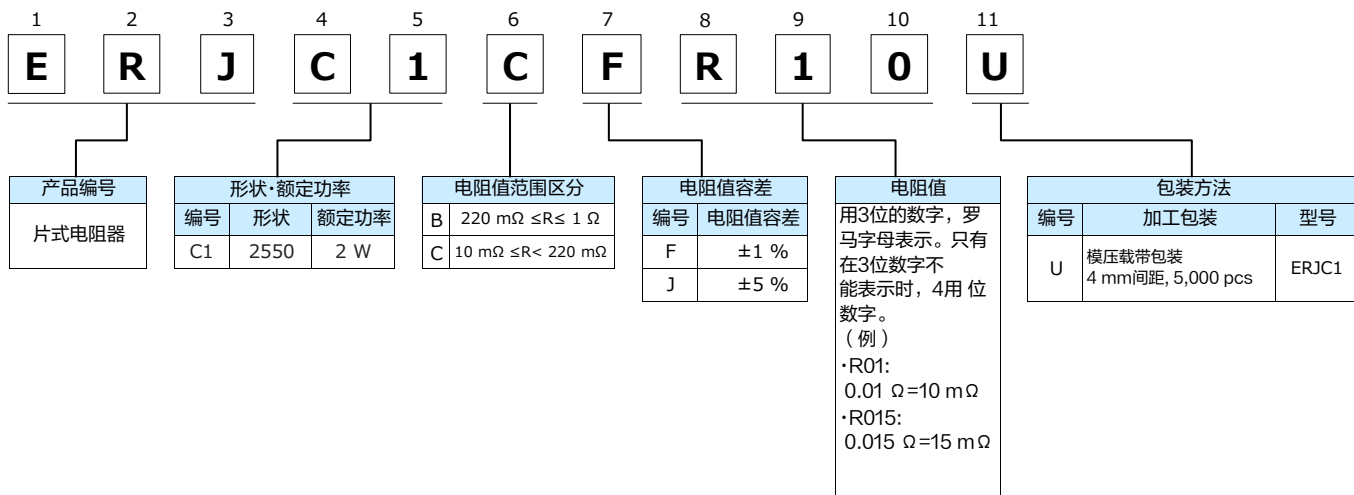 1 2 3 4 5 6 7 8 9 10 11
E R J C 1 C F R 1 0 U
产品编号
片式电阻器
形状·额定功率
编号 形状 额定功率
C1 2550 2 W
电阻值范围区分
B 220 mΩ ≤R≤ 1 Ω
C 10 mΩ ≤R< 220 mΩ
电阻值容差
编号 电阻值容差
F ±1 %
J ±5 %
电阻值
用3位的数字，罗
马字母表示。只有
在3位数字不
能表示时，4用 位
数字。
（例）
·R01:
0.01 Ω=10 mΩ
·R015:
0.015 Ω=15 mΩ
包装方法
编号 加工包装 型号
U 模压载带包装 ERJC1
4 mm间距, 5,000 pcs